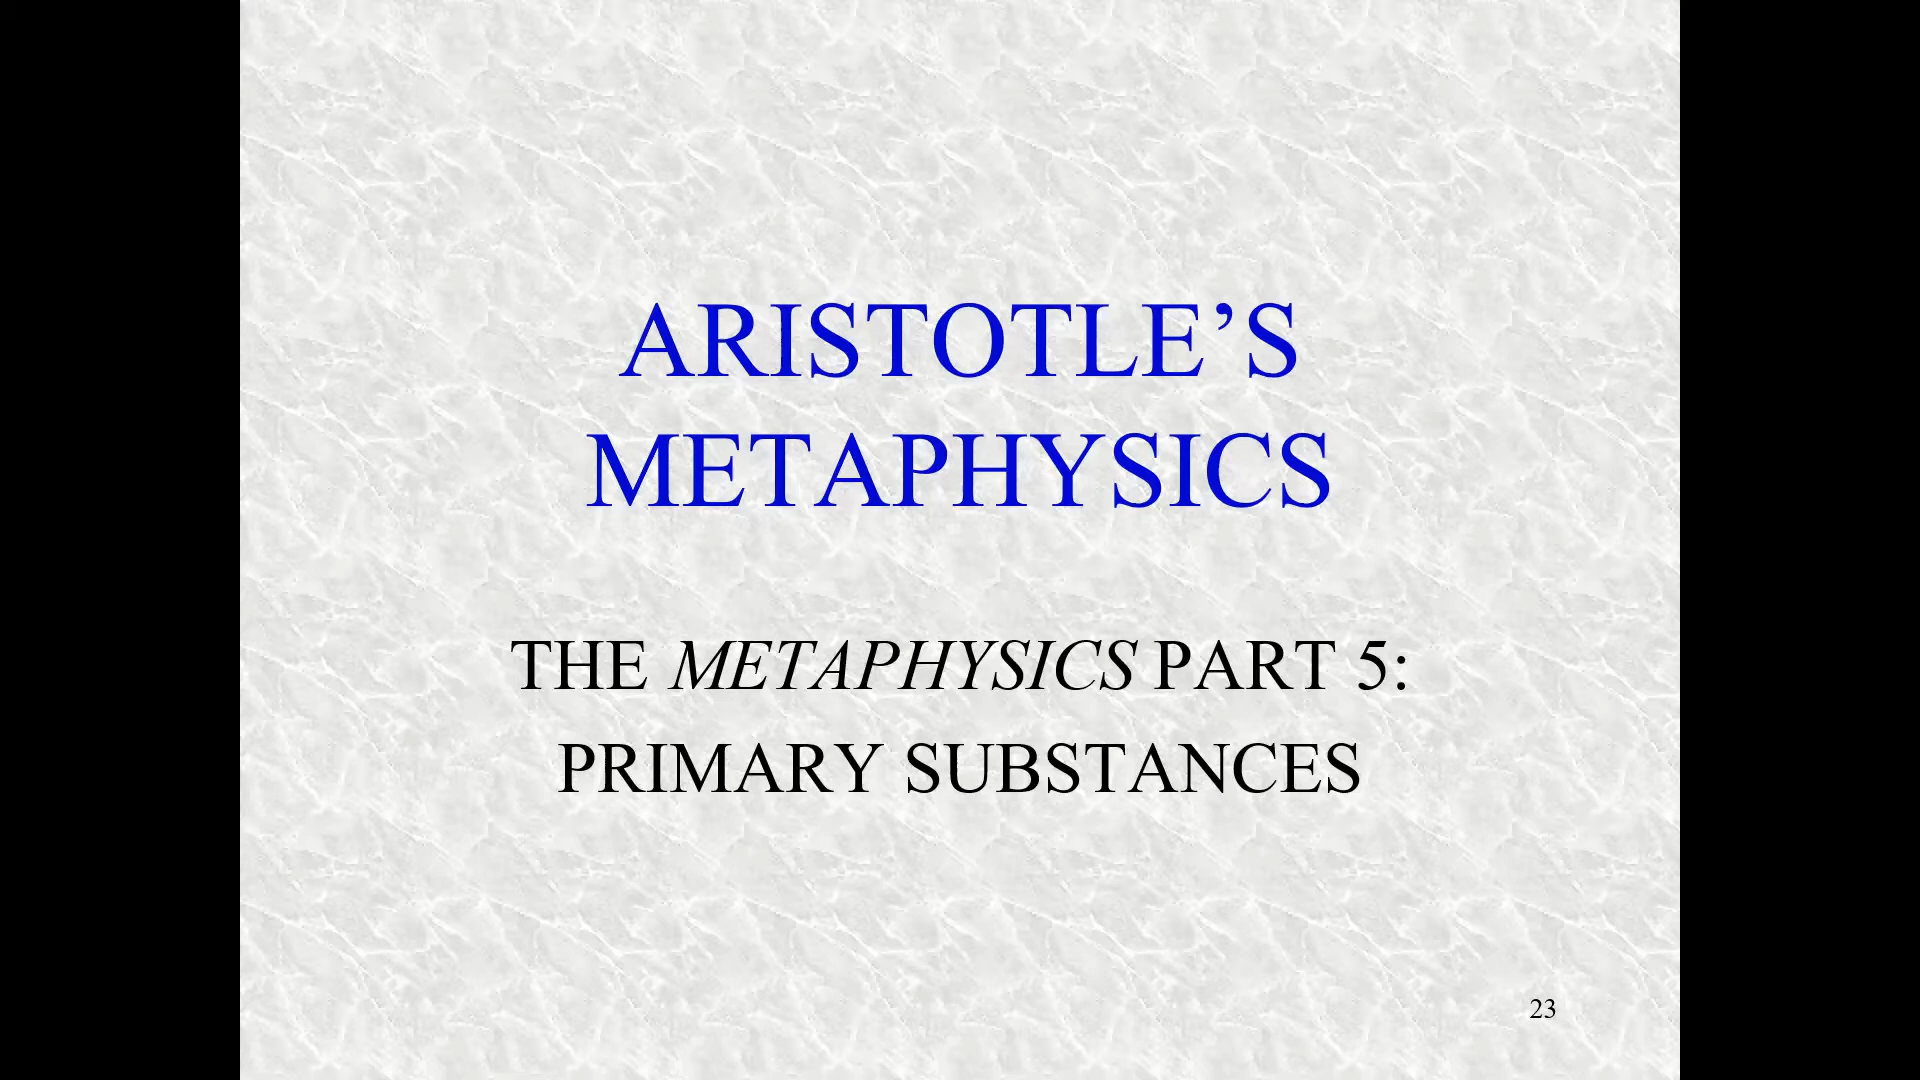 ARISTOTLE’S
METAPHYSICS
THE METAPHYSICS PART 5:
PRIMARY SUBSTANCES
23